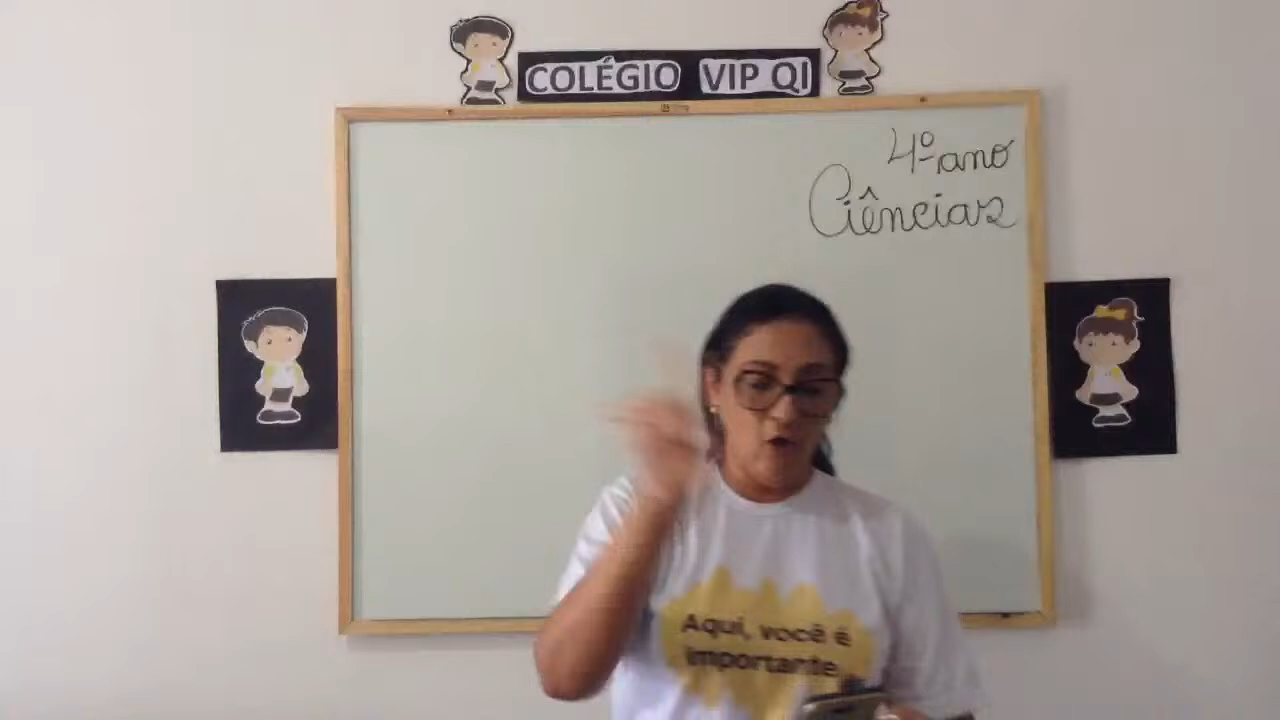 COLÉGIO VIP QI
4º ano
Ciências
Aqui, você é
importante